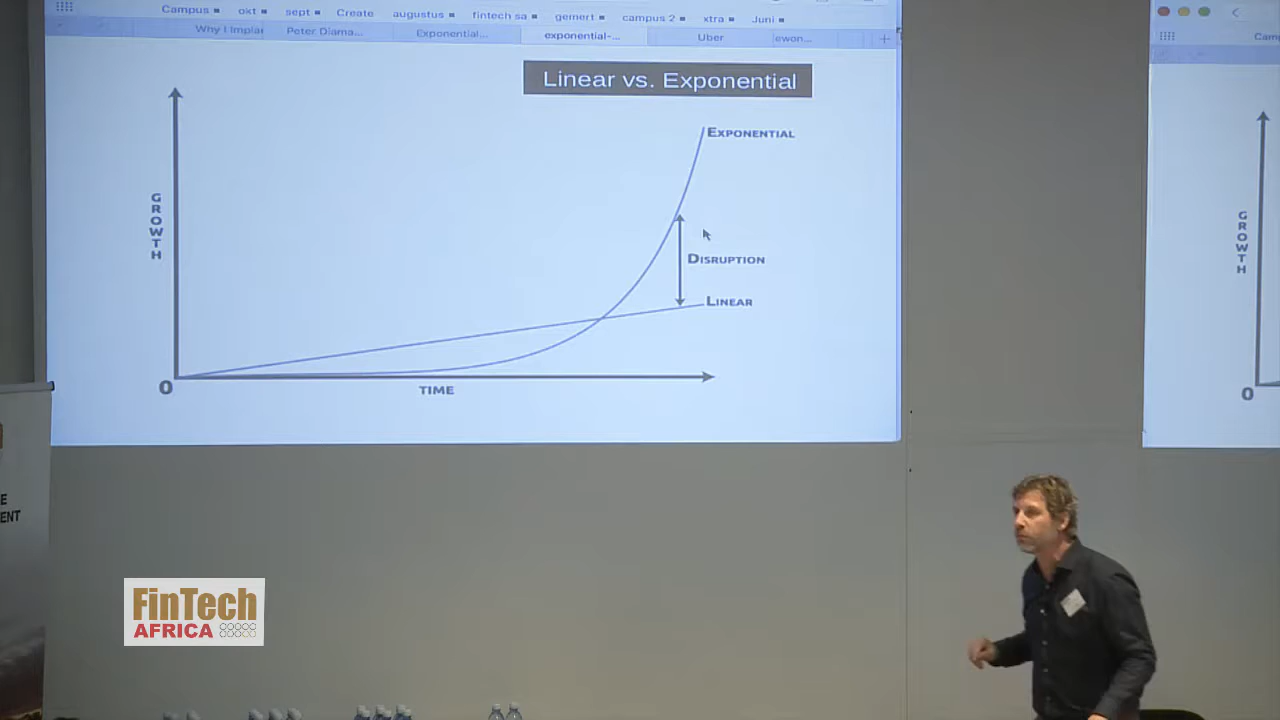 Campus okt sept Create augustus fintech sa gemert campus 2 xtra Juni
Why I Implan Peter Diama... Exponential... exponential-... Uber ewon...
Linear vs. Exponential
EXPONENTIAL
GROWTH
DISRUPTION
LINEAR
0
TIME
GROWTH
0
E
ENT
FinTech
AFRICA